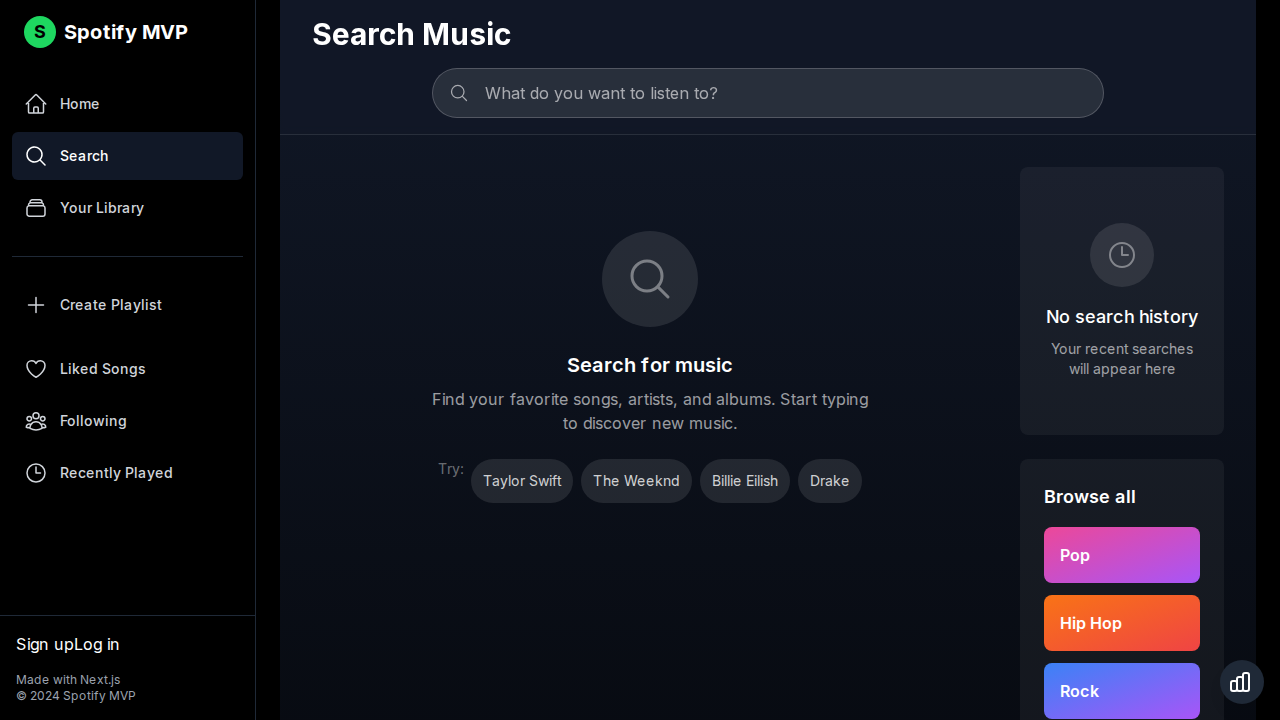 S Spotify MVP
Home
Search
Your Library
Create Playlist
Liked Songs
Following
Recently Played
Sign upLog in
Made with Next.js
© 2024 Spotify MVP
Search Music
What do you want to listen to?
Search for music
Find your favorite songs, artists, and albums. Start typing
to discover new music.
Try: Taylor Swift The Weeknd Billie Eilish Drake
No search history
Your recent searches
will appear here
Browse all
Pop
Hip Hop
Rock